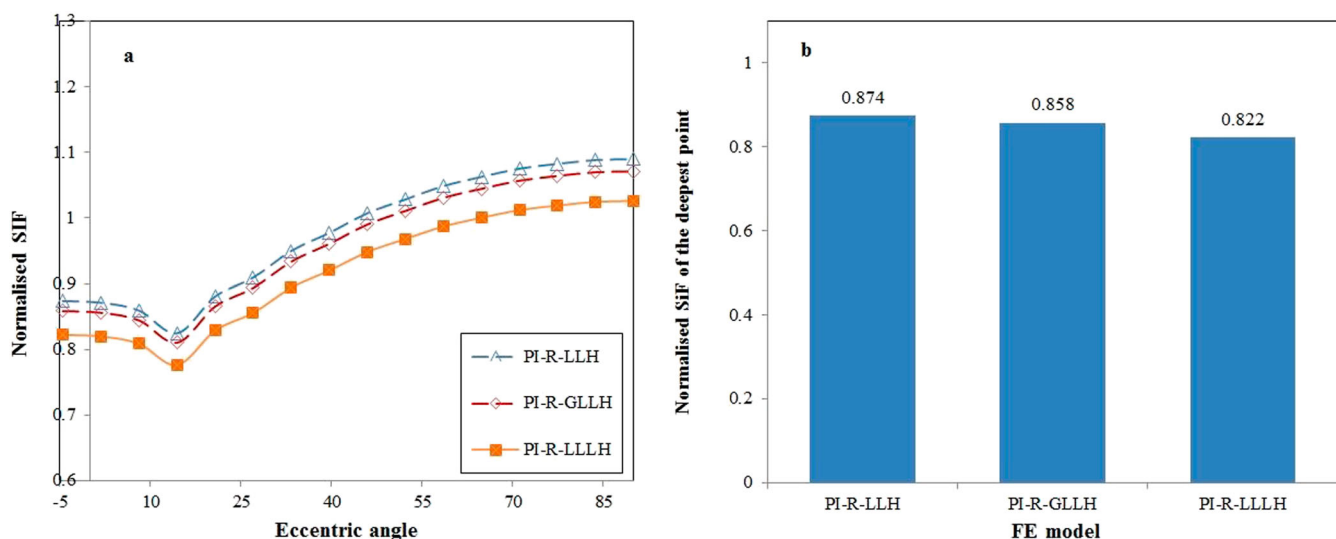 a
Normalised SIF
1.3
1.2
1.1
1
0.9
0.8
0.7
0.6
-5 10 25 40 55 70 85
Eccentric angle
PI-R-LLH
PI-R-GLLH
PI-R-LLLH
b
Normalised SiF of the deepest point
1
0.8
0.6
0.4
0.2
0
0.874 0.858 0.822
PI-R-LLH PI-R-GLLH PI-R-LLLH
FE model